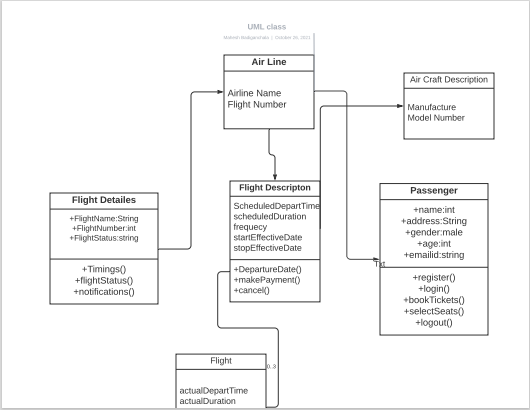 UML class
Air Line
Airline Name
Flight Number
Air Craft Description
Manufacture
Model Number
Flight Detailes
+FlightName:String
+FlightNumber:int
+FlightStatus:string
+Timings()
+flightStatus()
+notifications()
Flight Descripton
ScheduledDepartTime
scheduledDuration
frequecy
startEffectiveDate
stopEffectiveDate
+DepartureDate()
+makePayment()
+cancel()
Passenger
+name:int
+address:String
+gender:male
+age:int
+emailid:string
Txt
+register()
+login()
+bookTickets()
+selectSeats()
+logout()
Flight
0..3
actualDepartTime
actualDuration